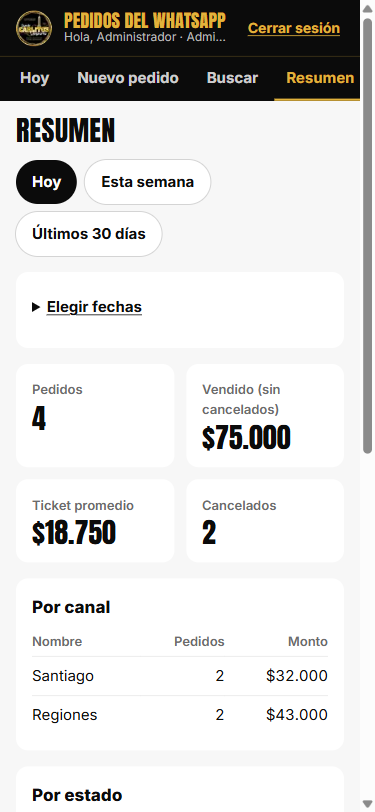 PEDIDOS DEL WHATSAPP
Hola, Administrador · Admi...
Cerrar sesión
Hoy Nuevo pedido Buscar Resumen
RESUMEN
Hoy Esta semana
Últimos 30 días
Elegir fechas
Pedidos
4
Vendido (sin
cancelados)
$75.000
Ticket promedio
$18.750
Cancelados
2
Por canal
Nombre Pedidos Monto
Santiago 2 $32.000
Regiones 2 $43.000
Por estado